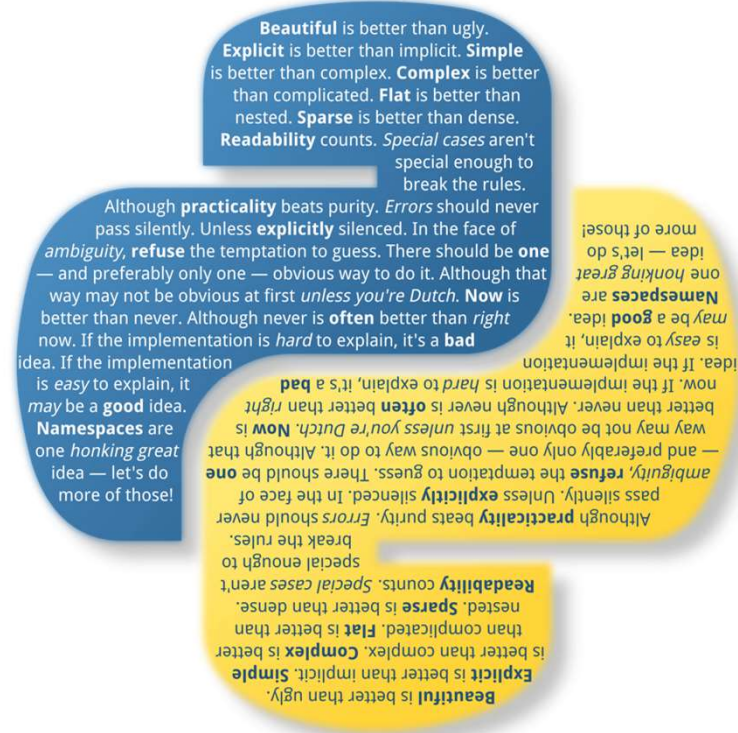 Beautiful is better than ugly.
Explicit is better than implicit. Simple
is better than complex. Complex is better
than complicated. Flat is better than
nested. Sparse is better than dense.
Readability counts. Special cases aren't
special enough to
break the rules.
Although practicality beats purity. Errors should never
pass silently. Unless explicitly silenced. In the face of
ambiguity, refuse the temptation to guess. There should be one
— and preferably only one — obvious way to do it. Although that
way may not be obvious at first unless you're Dutch. Now is
better than never. Although never is often better than right
now. If the implementation is hard to explain, it's a bad
idea. If the implementation
is easy to explain, it
may be a good idea.
Namespaces are
one honking great
idea — let's do
more of those!
Beautiful is better than ugly.
Explicit is better than implicit. Simple
is better than complex. Complex is better
than complicated. Flat is better than
nested. Sparse is better than dense.
Readability counts. Special cases aren't
special enough to
break the rules.
Although practicality beats purity. Errors should never
pass silently. Unless explicitly silenced. In the face of
ambiguity, refuse the temptation to guess. There should be one
— and preferably only one — obvious way to do it. Although that
way may not be obvious at first unless you're Dutch. Now is
better than never. Although never is often better than right
now. If the implementation is hard to explain, it's a bad
idea. If the implementation
is easy to explain, it
may be a good idea.
Namespaces are
one honking great
idea — let's do
more of those!